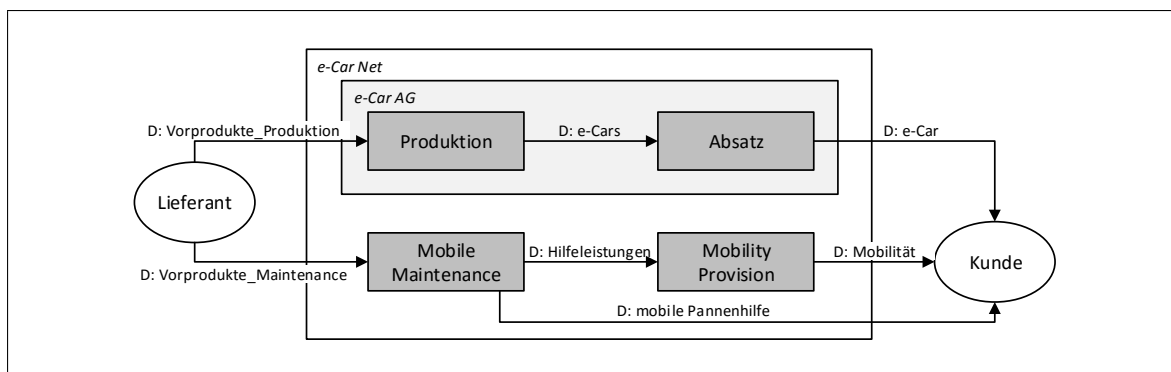 e-Car Net
e-Car AG
D: Vorprodukte_Produktion
Produktion
D: e-Cars
Absatz
D: e-Car
Lieferant
D: Vorprodukte_Maintenance
Mobile
Maintenance
D: Hilfeleistungen
Mobility
Provision
D: Mobilität
Kunde
D: mobile Pannenhilfe